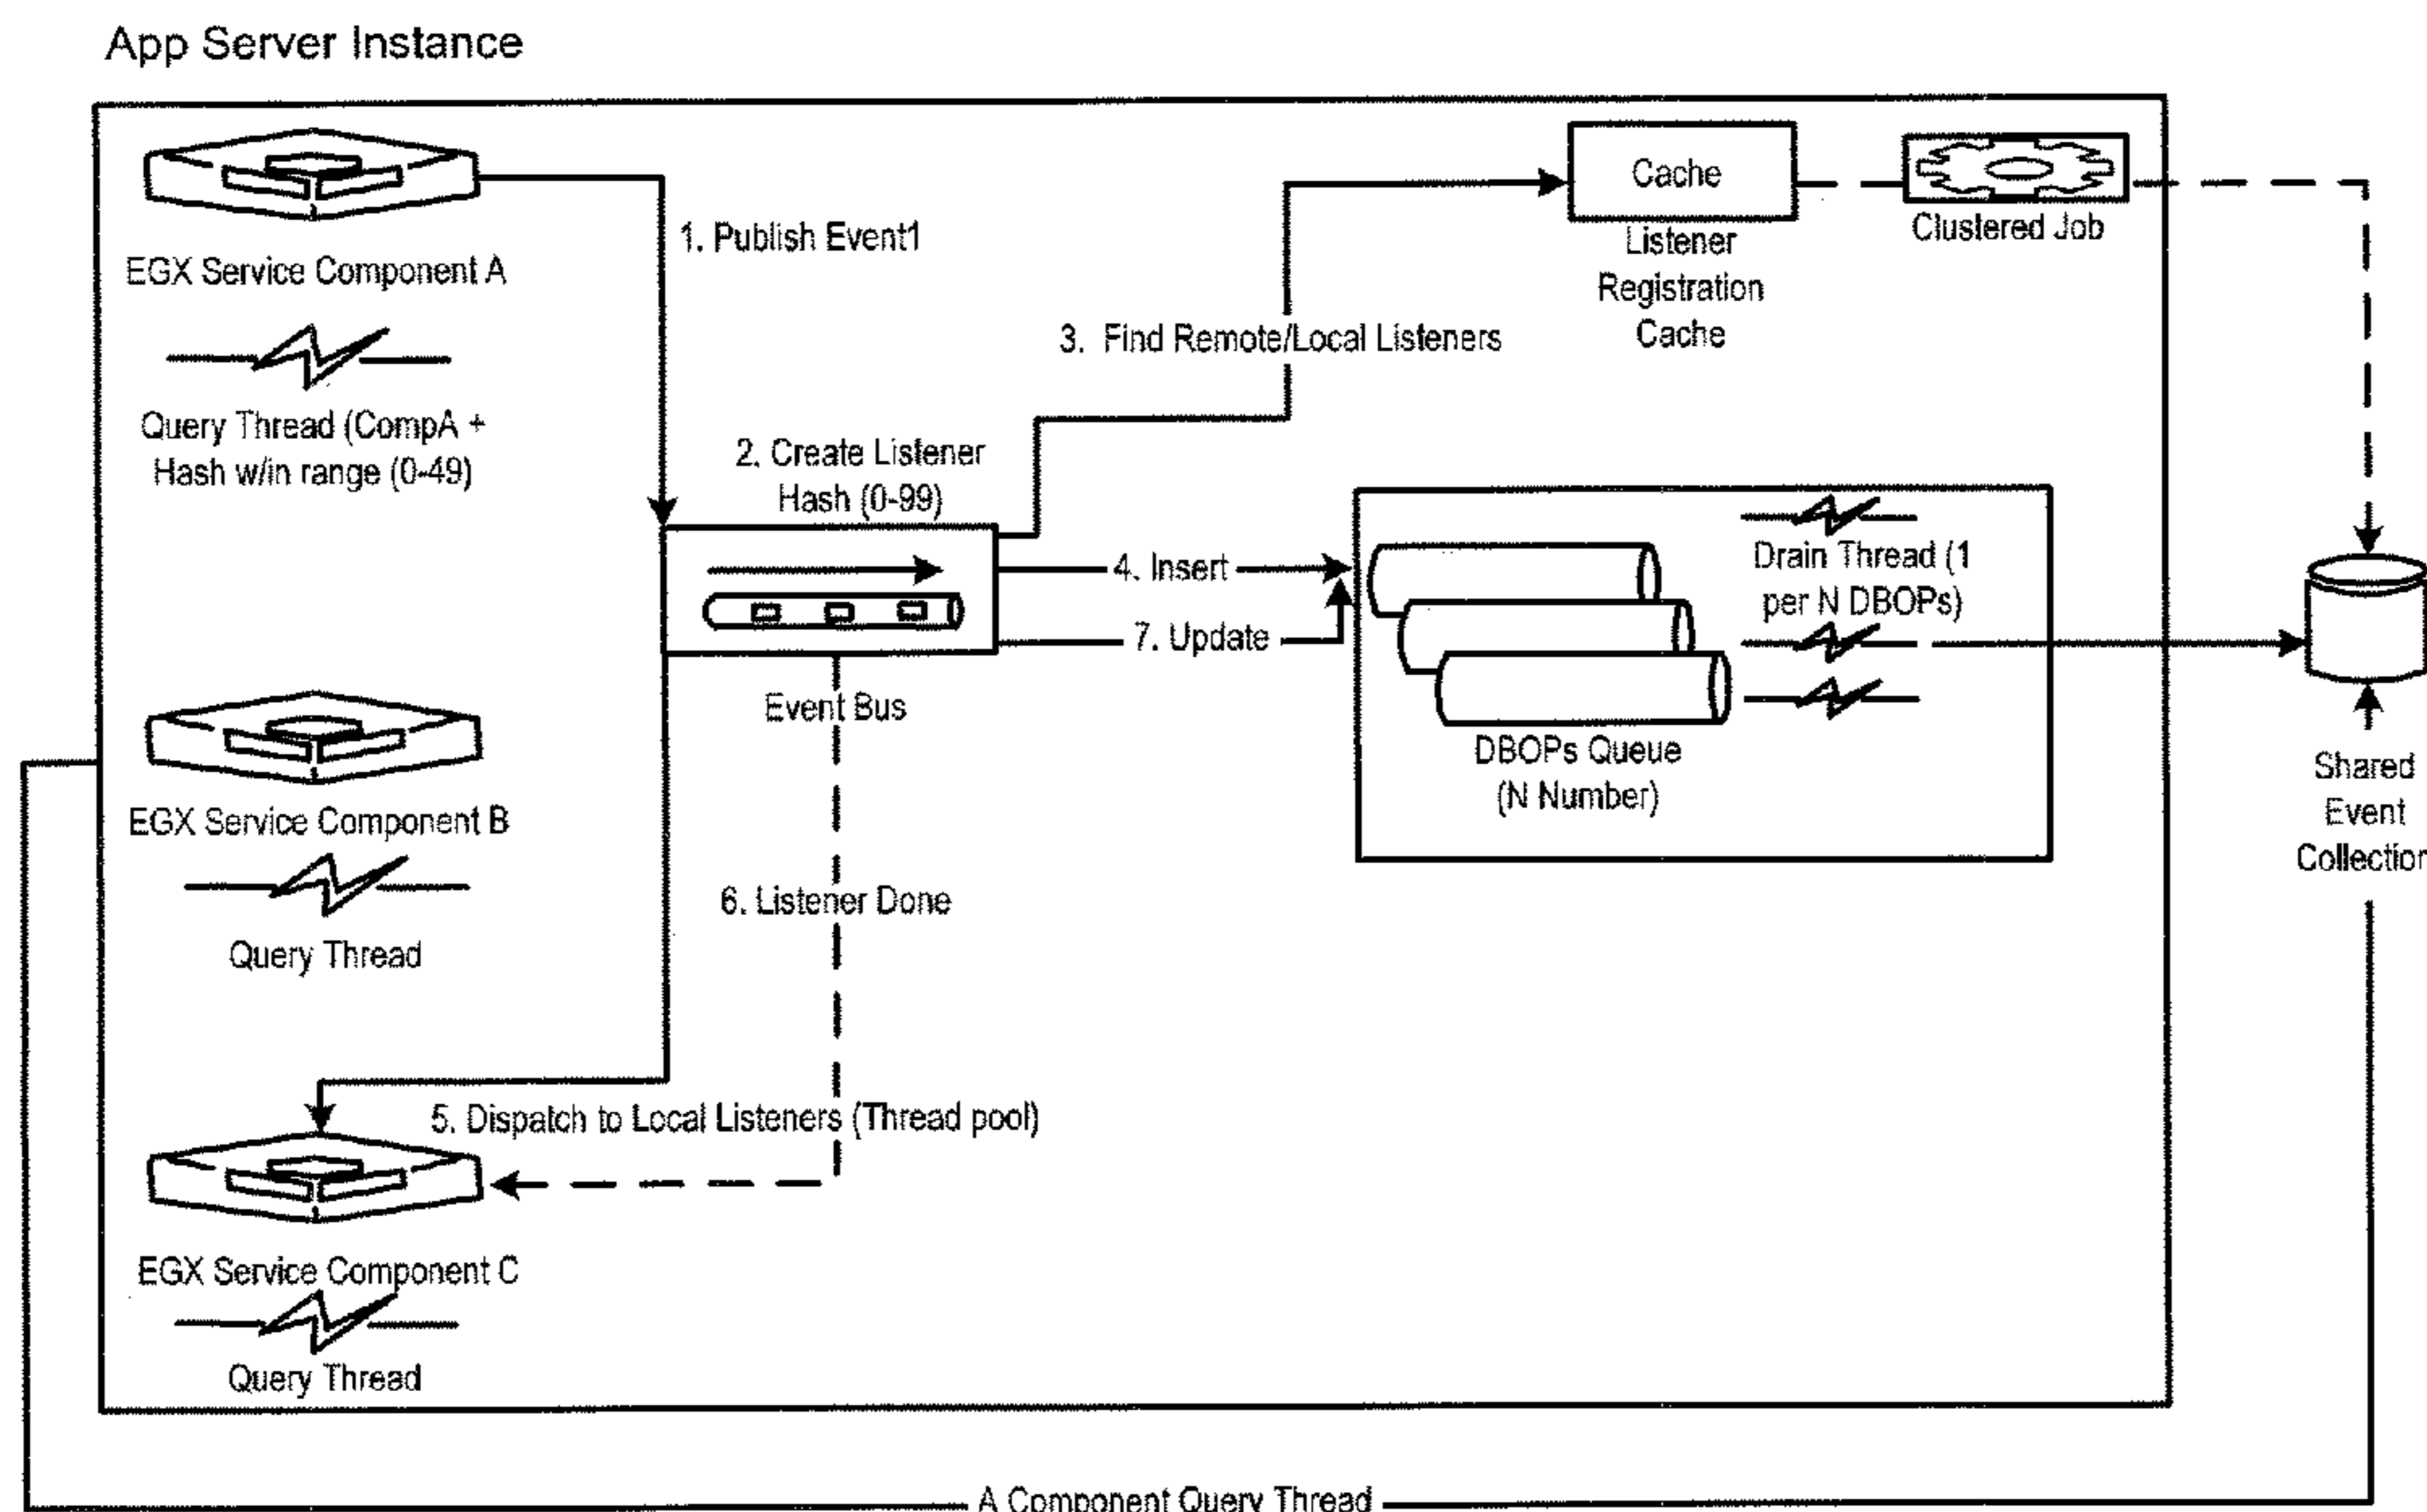 App Server Instance
EGX Service Component A
1. Publish Event1
Cache
Listener
Registration
Cache
Clustered Job
3. Find Remote/Local Listeners
Query Thread (CompA +
Hash w/in range (0-49)
2. Create Listener
Hash (0-99)
4. Insert
7. Update
Event Bus
Drain Thread (1
per N DBOPs)
DBOPs Queue
(N Number)
Shared
Event
Collection
EGX Service Component B
Query Thread
6. Listener Done
5. Dispatch to Local Listeners (Thread pool)
EGX Service Component C
Query Thread
A Component Query Thread